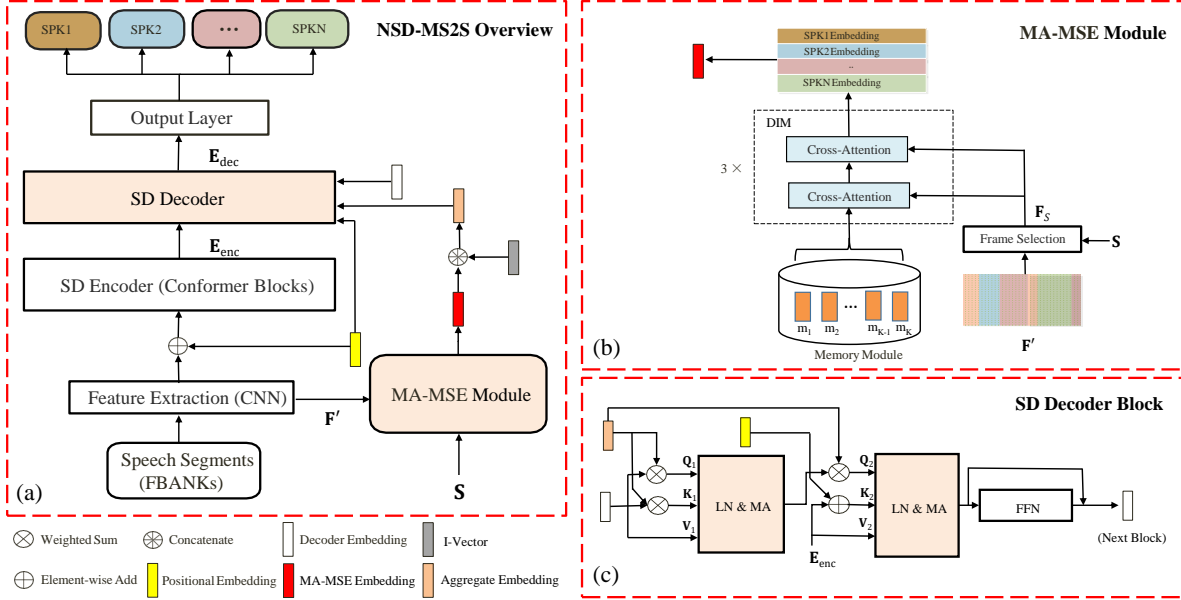 NSD-MS2S Overview
SPK1
SPK2
...
SPKN
Output Layer
E_dec
SD Decoder
E_enc
SD Encoder (Conformer Blocks)
Feature Extraction (CNN)
F'
MA-MSE Module
Speech Segments
(FBANKs)
S
(a)
Weighted Sum
Concatenate
Decoder Embedding
I-Vector
Element-wise Add
Positional Embedding
MA-MSE Embedding
Aggregate Embedding
MA-MSE Module
SPK1 Embedding
SPK2 Embedding
..
SPKN Embedding
DIM
Cross-Attention
3 ×
Cross-Attention
F_S
Frame Selection
S
m_1 m_2 ... m_K-1 m_K
Memory Module
F'
(b)
SD Decoder Block
Q_1
K_1
V_1
LN & MA
Q_2
K_2
V_2
LN & MA
FFN
(Next Block)
E_enc
(c)